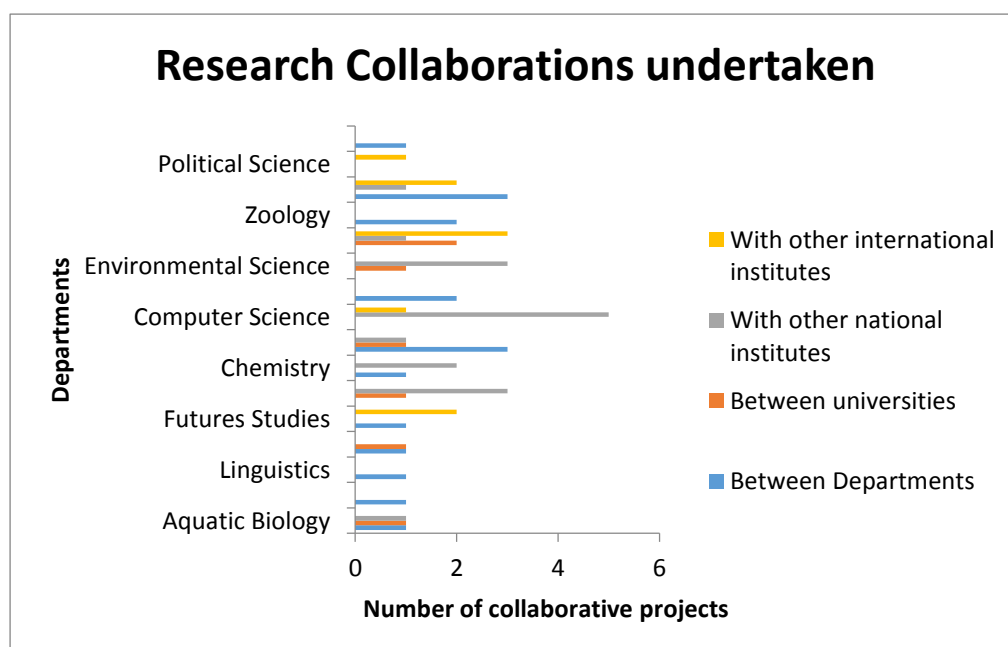 Research Collaborations undertaken
Departments
Political Science
Zoology
Environmental Science
Computer Science
Chemistry
Futures Studies
Linguistics
Aquatic Biology
0 2 4 6
Number of collaborative projects
With other international
institutes
With other national
institutes
Between universities
Between Departments